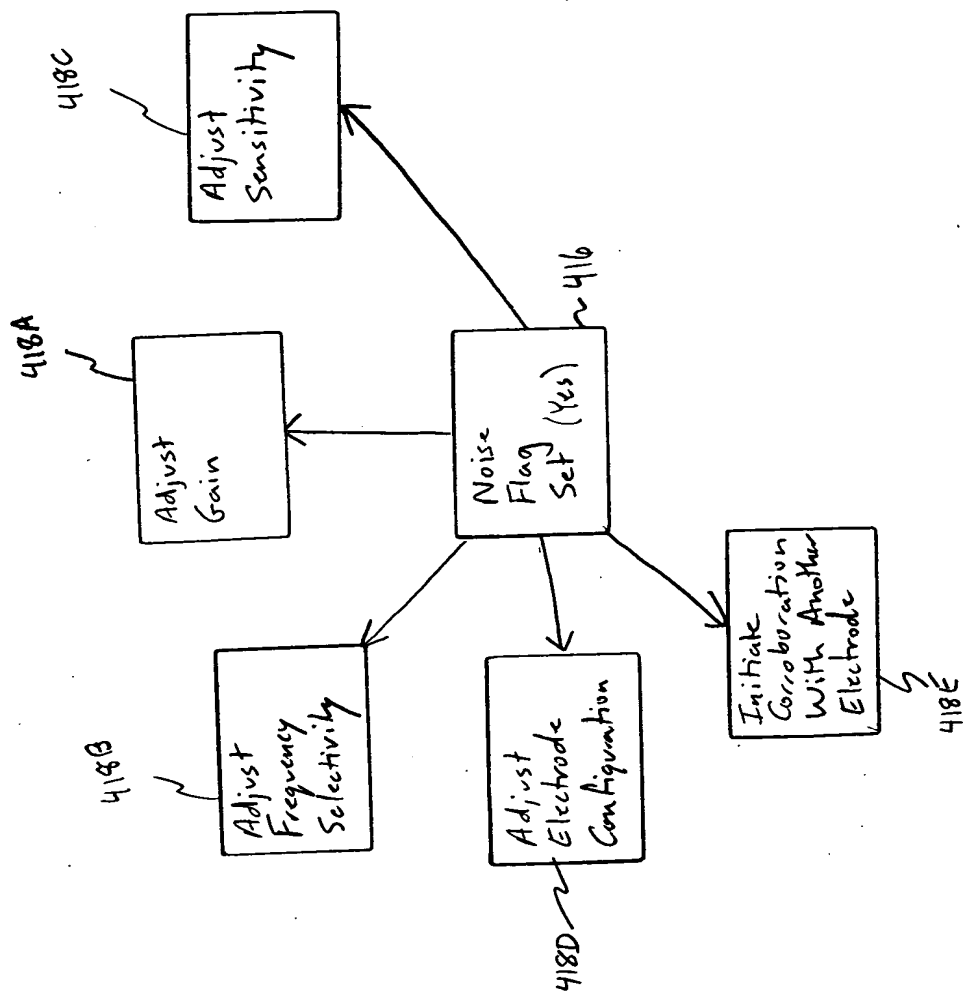 418B
Adjust
Frequency
Selectivity
418A
Adjust
Gain
418C
Adjust
Sensitivity
418D
Adjust
Electrode
Configuration
Noise
Flag
Set (Yes)
416
Initiate
Corroboration
With Another
Electrode
418E